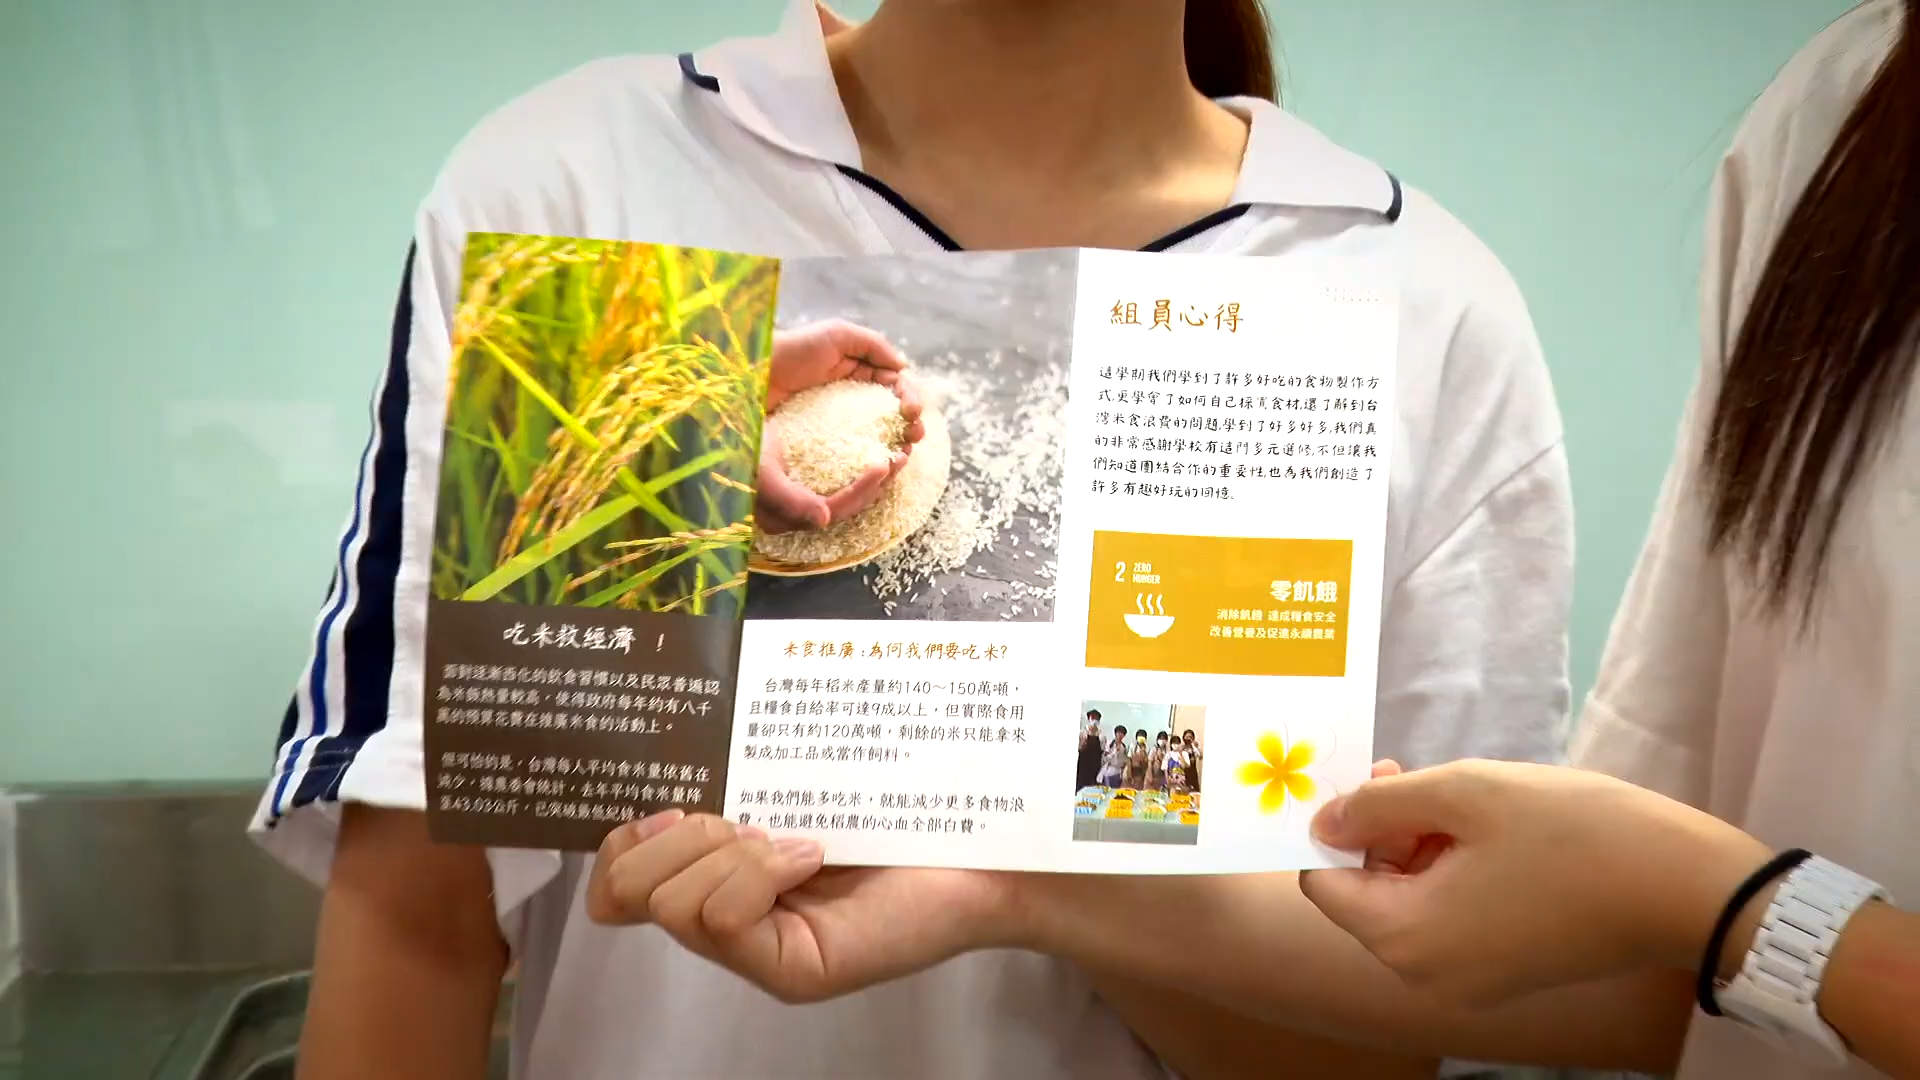 吃米救經濟 !
面對逐漸西化的飲食習慣以及民眾普遍認
為米飯熱量較高，使得政府每年約有八千
萬的預算花費在推廣米食的活動上。
但可怕的是，台灣每人平均食米量依舊在
減少，據農委會統計，去年平均食米量降
至43.03公斤，已突破最低紀錄。
米食推廣:為何我們要吃米?
台灣每年稻米產量約140～150萬噸，
且糧食自給率可達9成以上，但實際食用
量卻只有約120萬噸，剩餘的米只能拿來
製成加工品或當作飼料。
如果我們能多吃米，就能減少更多食物浪
費，也能避免稻農的心血全部白費。
組員心得
這學期我們學到了許多好吃的食物製作方
式,更學會了如何自己採買食材,還了解到台
灣米食浪費的問題,學到了好多好多,我們真
的非常感謝學校有這門多元選修,不但讓我
們知道團結合作的重要性,也為我們創造了
許多有趣好玩的回憶。
2 ZERO
HUNGER
零飢餓
消除飢餓 達成糧食安全
改善營養及促進永續農業